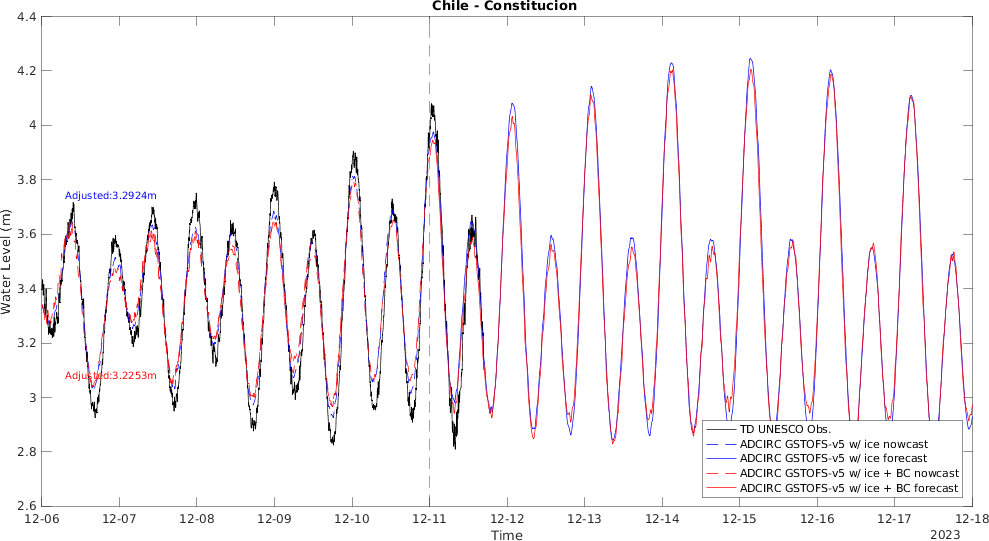 Chile - Constitucion
4.4
4.2
4
3.8
3.6
3.4
3.2
3
2.8
2.6
Water Level (m)
Adjusted:3.2924m
Adjusted:3.2253m
TD UNESCO Obs.
ADCIRC GSTOFS-v5 w/ ice nowcast
ADCIRC GSTOFS-v5 w/ ice forecast
ADCIRC GSTOFS-v5 w/ ice + BC nowcast
ADCIRC GSTOFS-v5 w/ ice + BC forecast
12-06 12-07 12-08 12-09 12-10 12-11 12-12 12-13 12-14 12-15 12-16 12-17 12-18
Time
2023